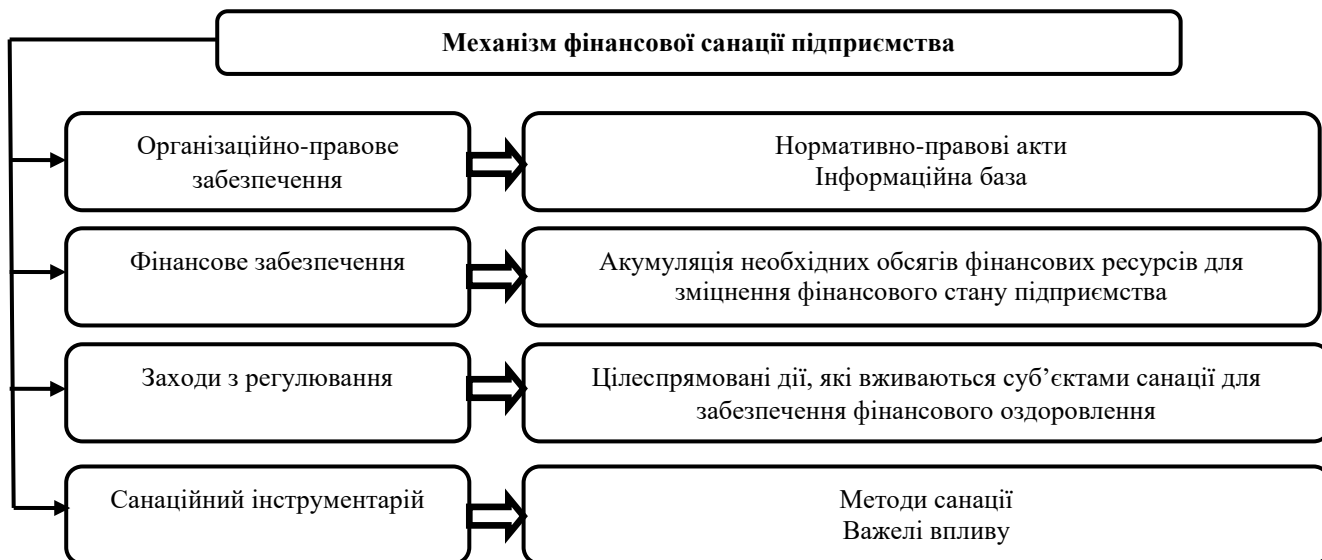 Механізм фінансової санації підприємства
Організаційно-правове
забезпечення
Нормативно-правові акти
Інформаційна база
Фінансове забезпечення
Акумуляція необхідних обсягів фінансових ресурсів для
зміцнення фінансового стану підприємства
Заходи з регулювання
Цілеспрямовані дії, які вживаються суб’єктами санації для
забезпечення фінансового оздоровлення
Санаційний інструментарій
Методи санації
Важелі впливу